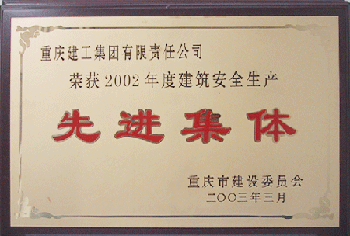 重庆建工集团有限责任公司
荣获2002年度建筑安全生产
先进集体
重庆市建设委员会
二〇〇三年三月